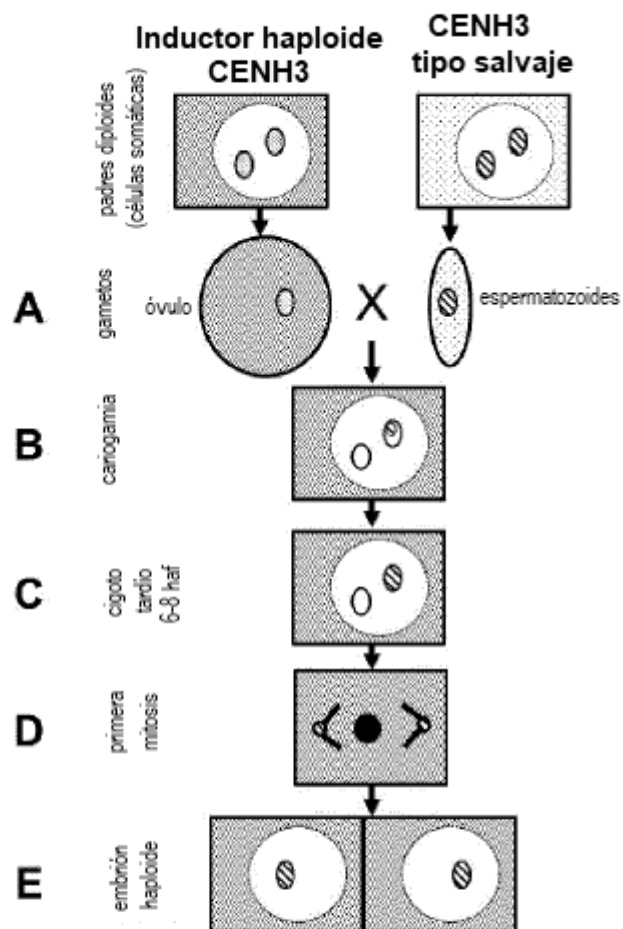 Inductor haploide
CENH3
CENH3
tipo salvaje
padres diploides
(células somáticas)
A
gametos
óvulo
X
espermatozoides
B
cariogamia
C
cigoto
tardío
6-8 haf
D
primera
mitosis
E
embrión
haploide